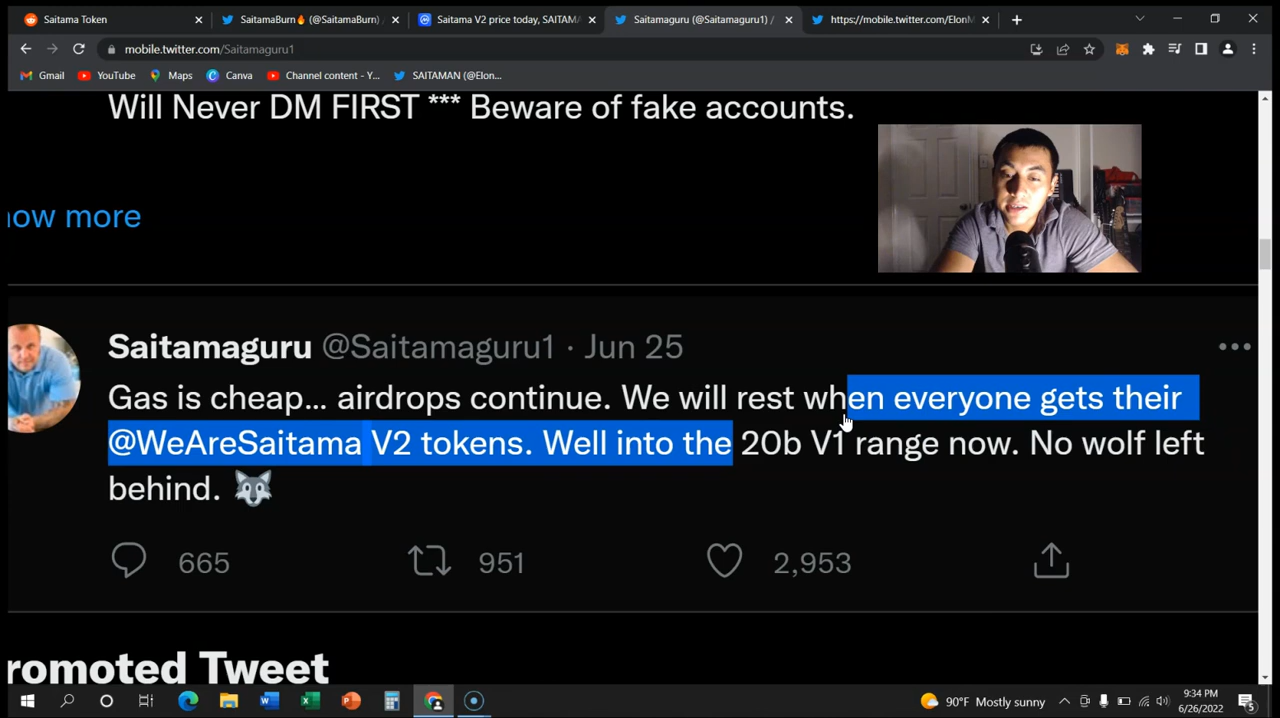 Saitama Token
SaitamaBurn🔥 (@SaitamaBurn) /
Saitama V2 price today, SAITAMA
Saitamaguru (@Saitamaguru1) /
https://mobile.twitter.com/ElonM
mobile.twitter.com/Saitamaguru1
Gmail
YouTube
Maps
Canva
Channel content - Y...
SAITAMAN (@Elon...
Will Never DM FIRST *** Beware of fake accounts.
how more
Saitamaguru @Saitamaguru1 · Jun 25
Gas is cheap... airdrops continue. We will rest when everyone gets their
@WeAreSaitama V2 tokens. Well into the 20b V1 range now. No wolf left
behind. 🐺
665
951
2,953
romoted Tweet
90°F Mostly sunny
9:34 PM
6/26/2022
5